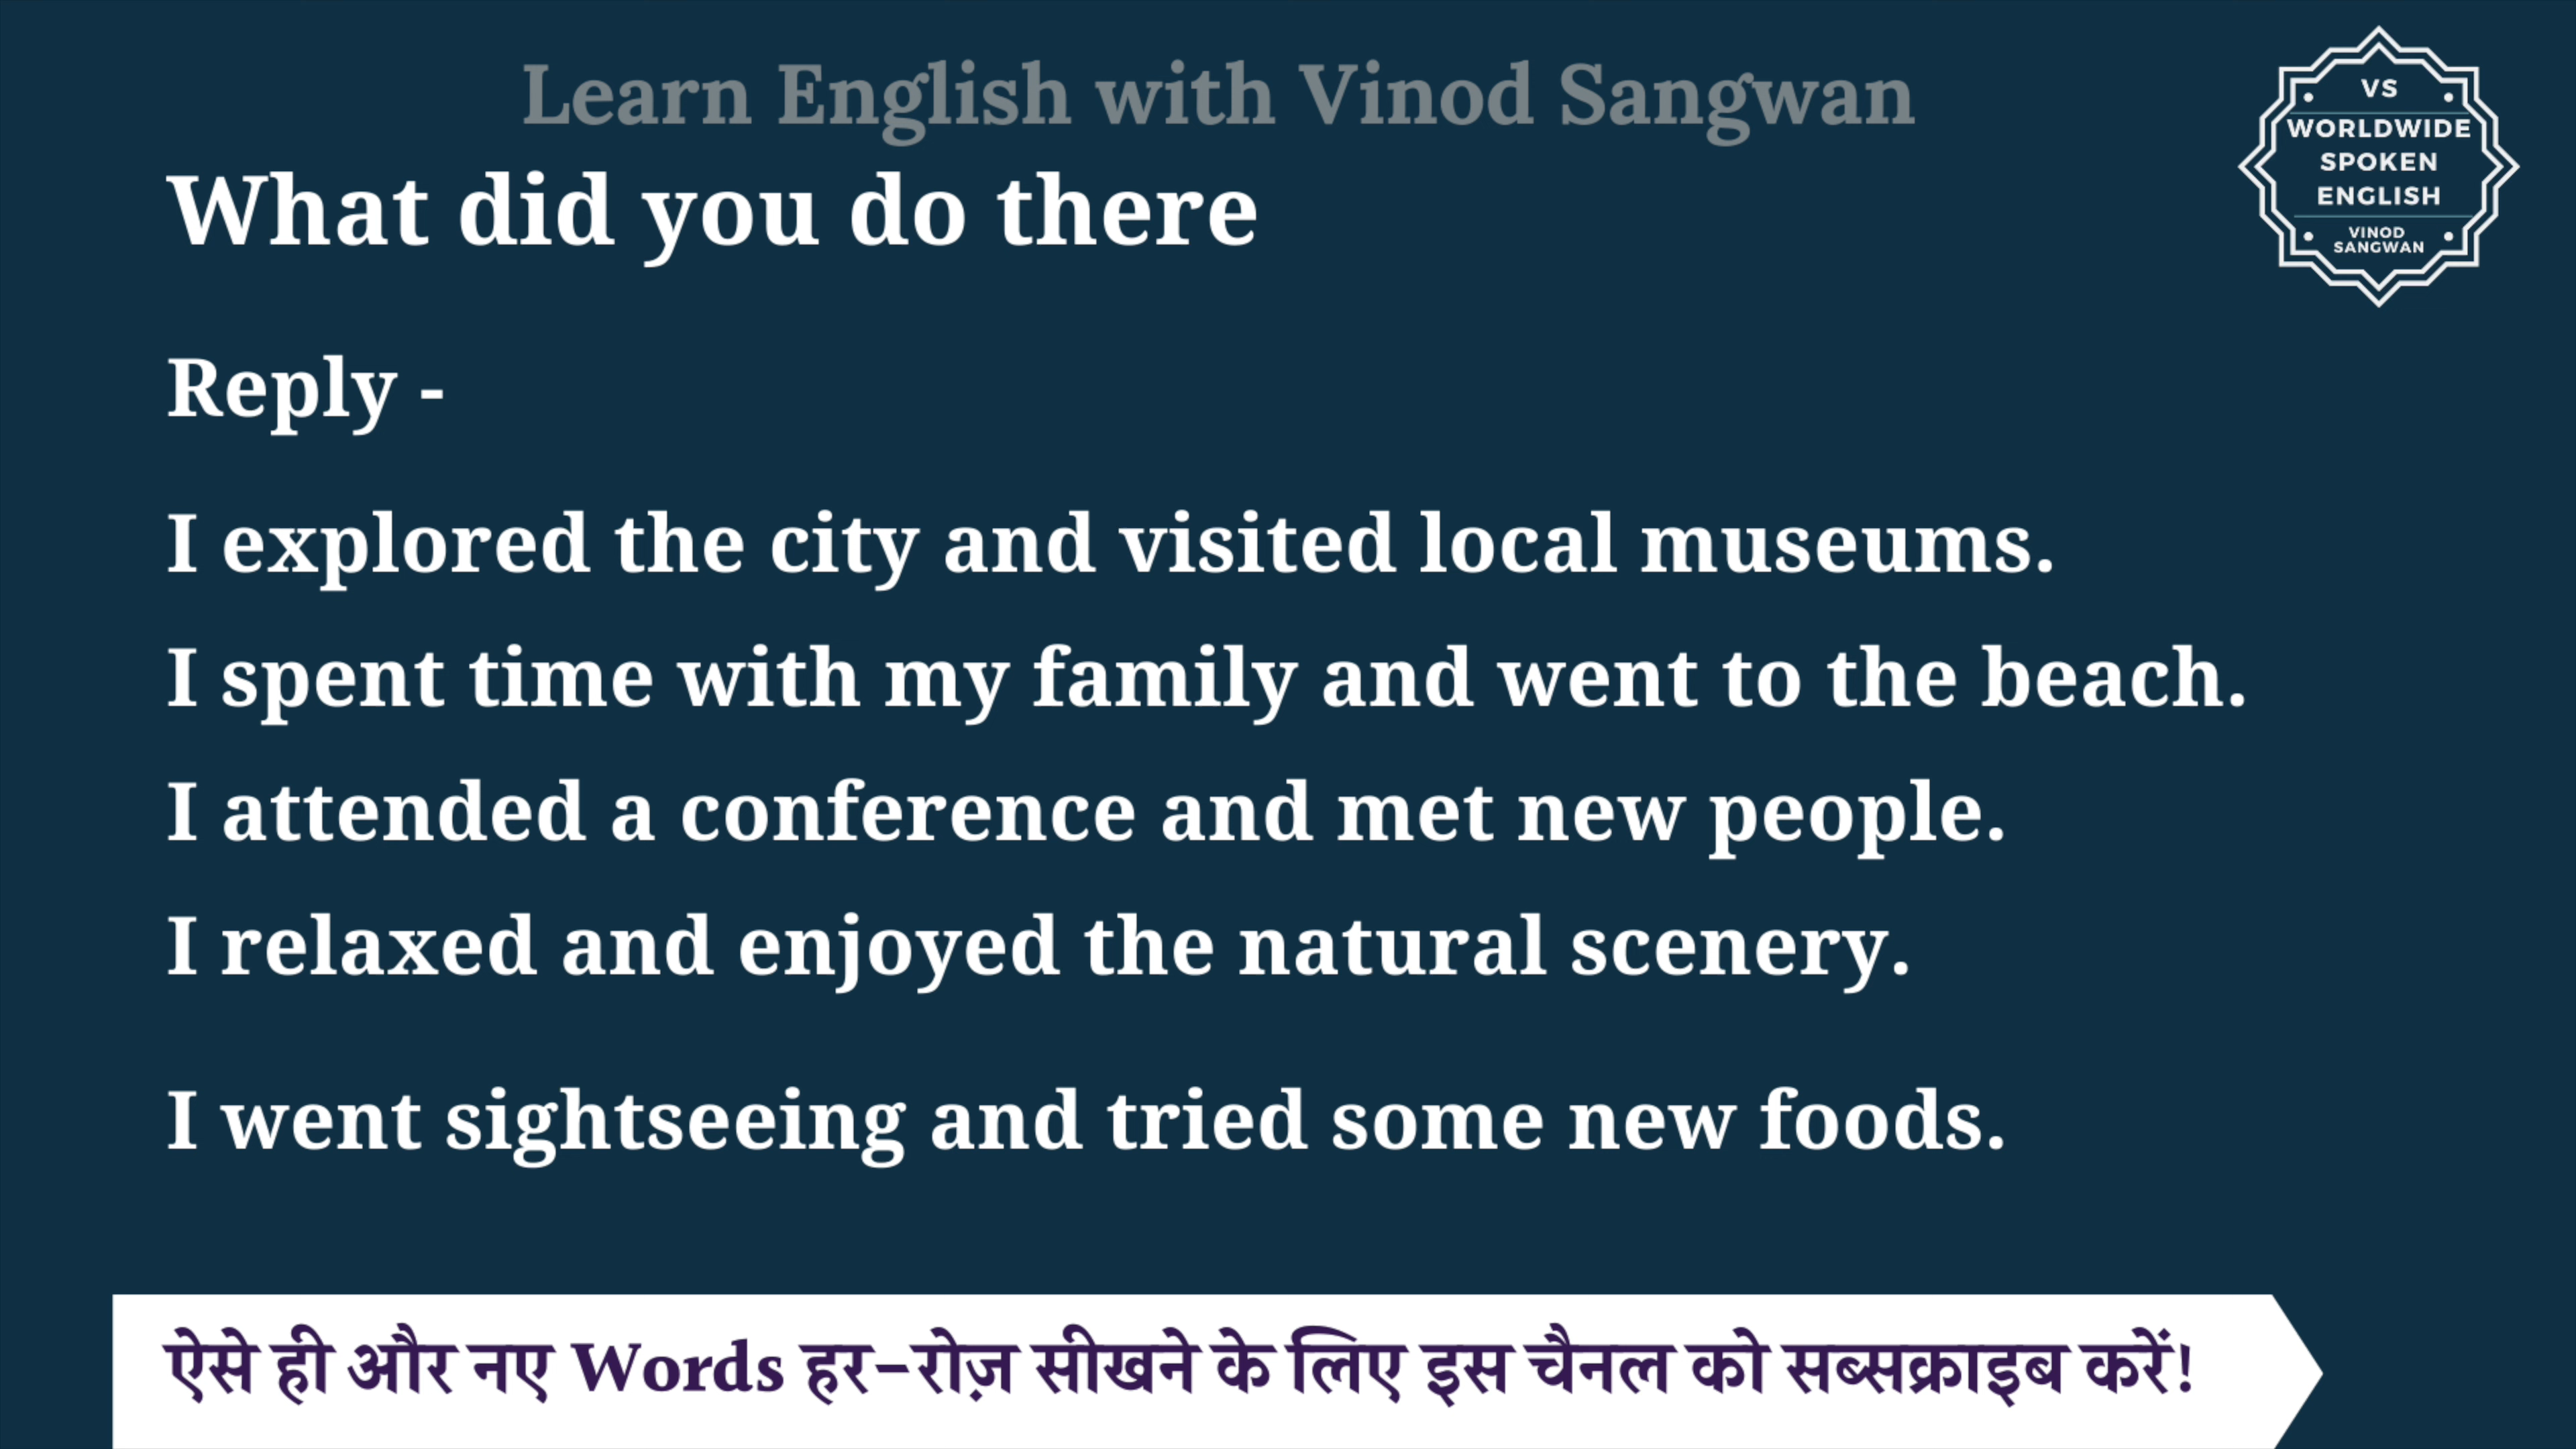 Learn English with Vinod Sangwan
VS
WORLDWIDE
SPOKEN
ENGLISH
VINOD
SANGWAN
What did you do there
Reply -
I explored the city and visited local museums.
I spent time with my family and went to the beach.
I attended a conference and met new people.
I relaxed and enjoyed the natural scenery.
I went sightseeing and tried some new foods.
ऐसे ही और नए Words हर-रोज़ सीखने के लिए इस चैनल को सब्सक्राइब करें!